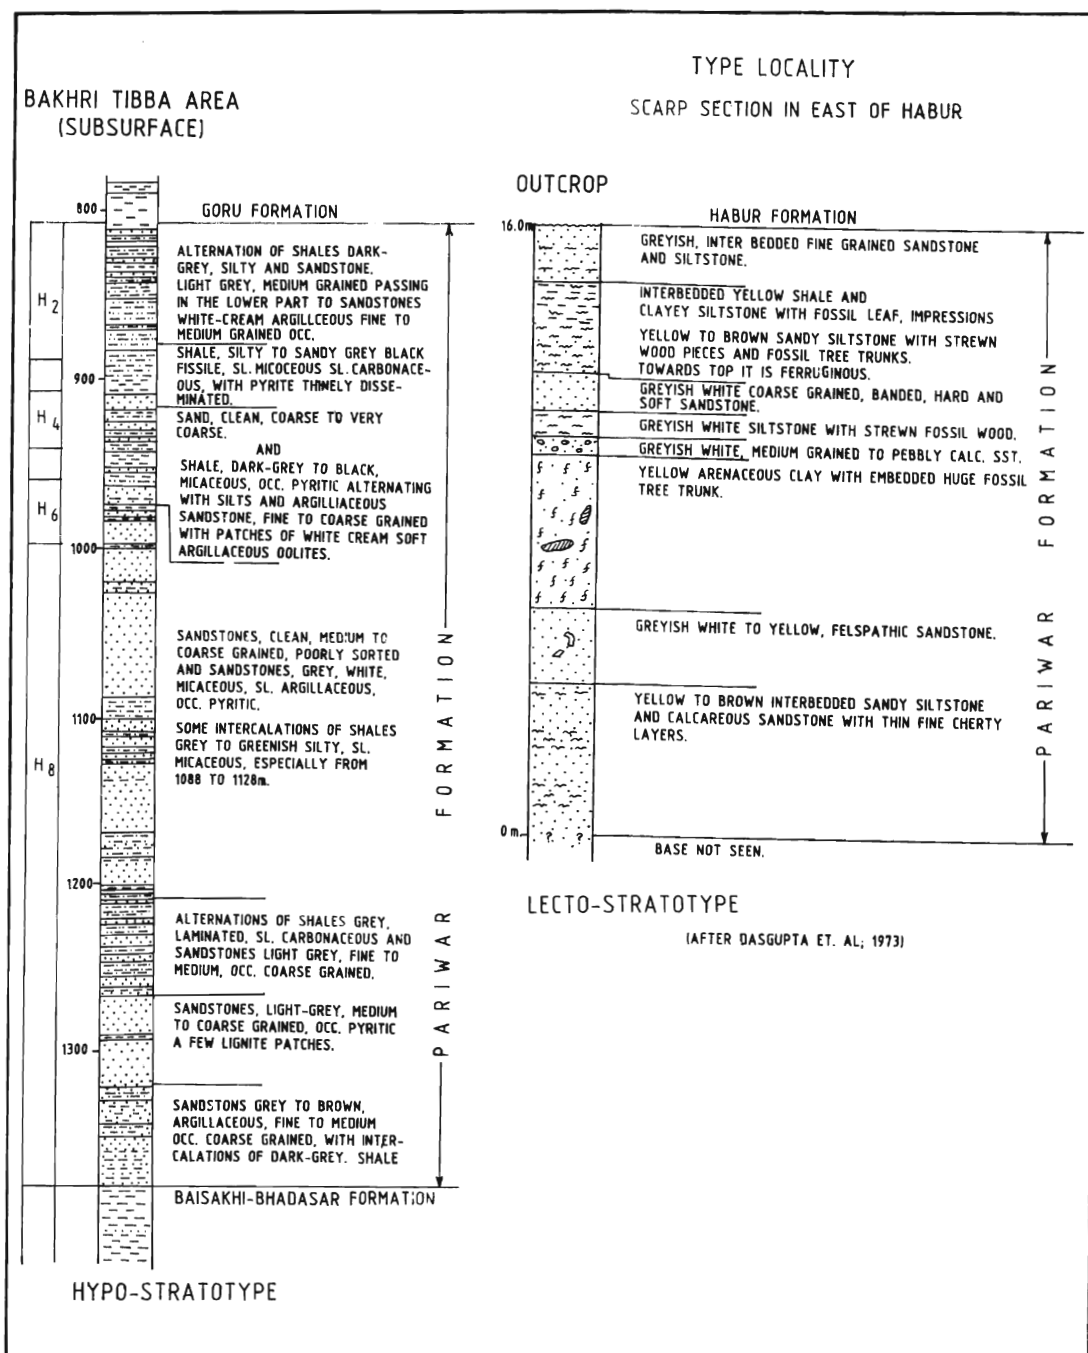 BAKHRI TIBBA AREA
(SUBSURFACE)
800
GORU FORMATION
ALTERNATION OF SHALES DARK-
GREY, SILTY AND SANDSTONE.
LIGHT GREY, MEDIUM GRAINED PASSING
IN THE LOWER PART TO SANDSTONES
WHITE-CREAM ARGILLCEOUS FINE TO
MEDIUM GRAINED OCC.
H2
SHALE, SILTY TO SANDY GREY BLACK
FISSILE, SL. MICOCEOUS SL. CARBONACE-
OUS, WITH PYRITE THINELY DISSE-
MINATED.
900
H4
SAND, CLEAN, COARSE TO VERY
COARSE.
AND
SHALE, DARK-GREY TO BLACK,
MICACEOUS, OCC. PYRITIC ALTERNATING
WITH SILTS AND ARGILLIACEOUS
SANDSTONE, FINE TO COARSE GRAINED
WITH PATCHES OF WHITE CREAM SOFT
ARGILLACEOUS OOLITES.
H6
1000
SANDSTONES, CLEAN, MEDIUM TO
COARSE GRAINED, POORLY SORTED
AND SANDSTONES, GREY, WHITE,
MICACEOUS, SL. ARGILLACEOUS,
OCC. PYRITIC.
1100
SOME INTERCALATIONS OF SHALES
GREY TO GREENISH SILTY, SL.
MICACEOUS, ESPECIALLY FROM
1088 TO 1128m.
H8
1200
ALTERNATIONS OF SHALES GREY,
LAMINATED, SL. CARBONACEOUS AND
SANDSTONES LIGHT GREY, FINE TO
MEDIUM, OCC. COARSE GRAINED.
SANDSTONES, LIGHT-GREY, MEDIUM
TO COARSE GRAINED, OCC. PYRITIC
A FEW LIGNITE PATCHES.
1300
SANDSTONS GREY TO BROWN,
ARGILLACEOUS, FINE TO MEDIUM
OCC. COARSE GRAINED, WITH INTER-
CALATIONS OF DARK-GREY. SHALE
BAISAKHI-BHADASAR FORMATION
PARIWAR FORMATION
HYPO-STRATOTYPE
TYPE LOCALITY
SCARP SECTION IN EAST OF HABUR
OUTCROP
16.0m
HABUR FORMATION
GREYISH, INTER BEDDED FINE GRAINED SANDSTONE
AND SILTSTONE.
INTERBEDDED YELLOW SHALE AND
CLAYEY SILTSTONE WITH FOSSIL LEAF, IMPRESSIONS
YELLOW TO BROWN SANDY SILTSTONE WITH STREWN
WOOD PIECES AND FOSSIL TREE TRUNKS.
TOWARDS TOP IT IS FERRUGINOUS.
GREYISH WHITE COARSE GRAINED, BANDED, HARD AND
SOFT SANDSTONE.
GREYISH WHITE SILTSTONE WITH STREWN FOSSIL WOOD.
GREYISH WHITE, MEDIUM GRAINED TO PEBBLY CALC. SST.
YELLOW ARENACEOUS CLAY WITH EMBEDDED HUGE FOSSIL
TREE TRUNK.
GREYISH WHITE TO YELLOW, FELSPATHIC SANDSTONE.
YELLOW TO BROWN INTERBEDDED SANDY SILTSTONE
AND CALCAREOUS SANDSTONE WITH THIN FINE CHERTY
LAYERS.
0 m.
? ?
BASE NOT SEEN.
PARIWAR FORMATION
LECTO-STRATOTYPE
(AFTER DASGUPTA ET. AL; 1973)